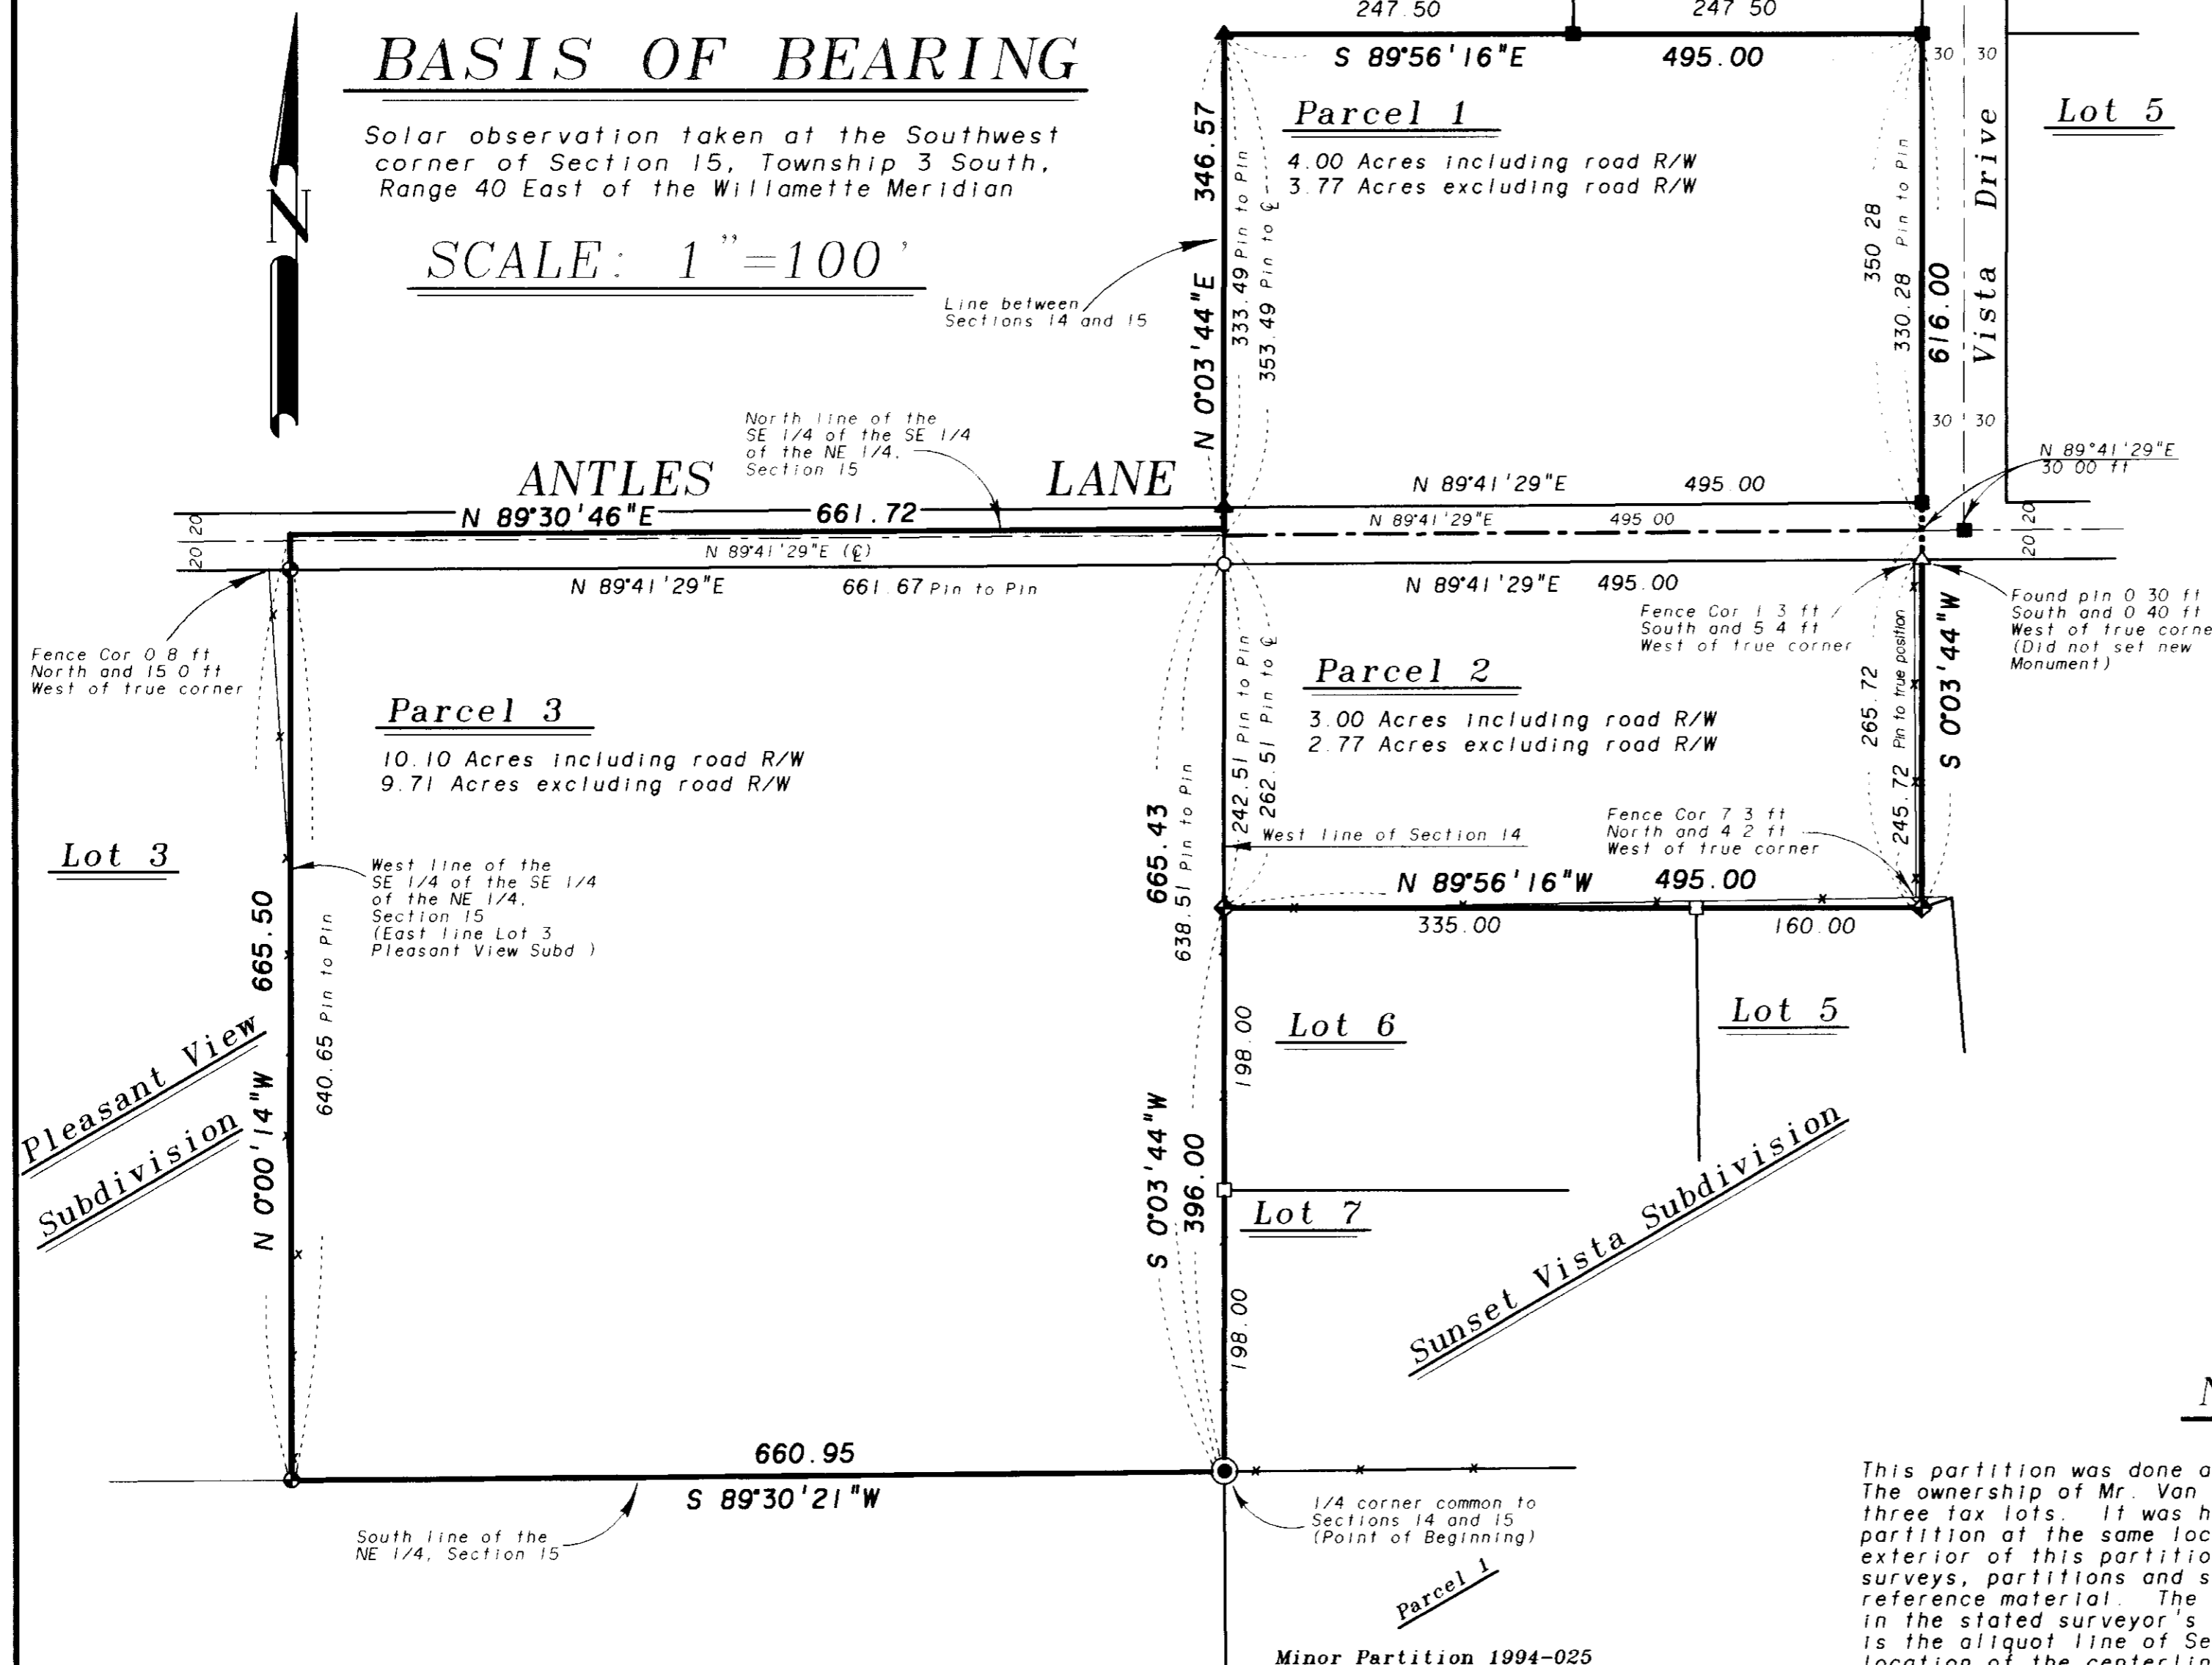 BASIS OF BEARING
Solar observation taken at the Southwest
corner of Section 15, Township 3 South,
Range 40 East of the Willamette Meridian
SCALE: 1"=100'
N
247.50
247 50
S 89°56'16"E 495.00
Parcel 1
4.00 Acres including road R/W
3.77 Acres excluding road R/W
N 0°03'44"E 346.57
333.49 Pin to Pin
353.49 Pin to ℄
Line between
Sections 14 and 15
350 28
330.28 Pin to Pin
616.00
Vista Drive
30
30
30
30
Lot 5
N 89°41'29"E
30 00 ft
North line of the
SE 1/4 of the SE 1/4
of the NE 1/4,
Section 15
ANTLES LANE
N 89°30'46"E 661.72
N 89°41'29"E (℄)
N 89°41'29"E 661.67 Pin to Pin
20 20
N 89°41'29"E 495 00
N 89°41'29"E 495 00
N 89°41'29"E 495.00
20 20
Fence Cor 0 8 ft
North and 15 0 ft
West of true corner
Fence Cor 1 3 ft
South and 5 4 ft
West of true corner
Found pin 0 30 ft
South and 0 40 ft
West of true corne
(Did not set new
Monument)
Parcel 3
10.10 Acres including road R/W
9.71 Acres excluding road R/W
Parcel 2
3.00 Acres including road R/W
2.77 Acres excluding road R/W
242.51 Pin to Pin
262.51 Pin to ℄
265.72
245.72 Pin to true position
S 0°03'44"W
Fence Cor 7 3 ft
North and 4 2 ft
West of true corner
West line of Section 14
N 89°56'16"W 495.00
335.00
160.00
Lot 3
West line of the
SE 1/4 of the SE 1/4
of the NE 1/4,
Section 15
(East line Lot 3
Pleasant View Subd )
N 0°00'14"W 665.50
640.65 Pin to Pin
Pleasant View
Subdivision
665.43
638.51 Pin to Pin
S 0°03'44"W
396.00
198.00
198.00
Lot 6
Lot 5
Lot 7
Sunset Vista Subdivision
660.95
S 89°30'21"W
South line of the
NE 1/4, Section 15
1/4 corner common to
Sections 14 and 15
(Point of Beginning)
Parcel 1
Minor Partition 1994-025
This partition was done a
The ownership of Mr. Van
three tax lots. It was h
partition at the same loc
exterior of this partitio
surveys, partitions and s
reference material. The
in the stated surveyor's
is the aliquot line of Se
location of the centerlin